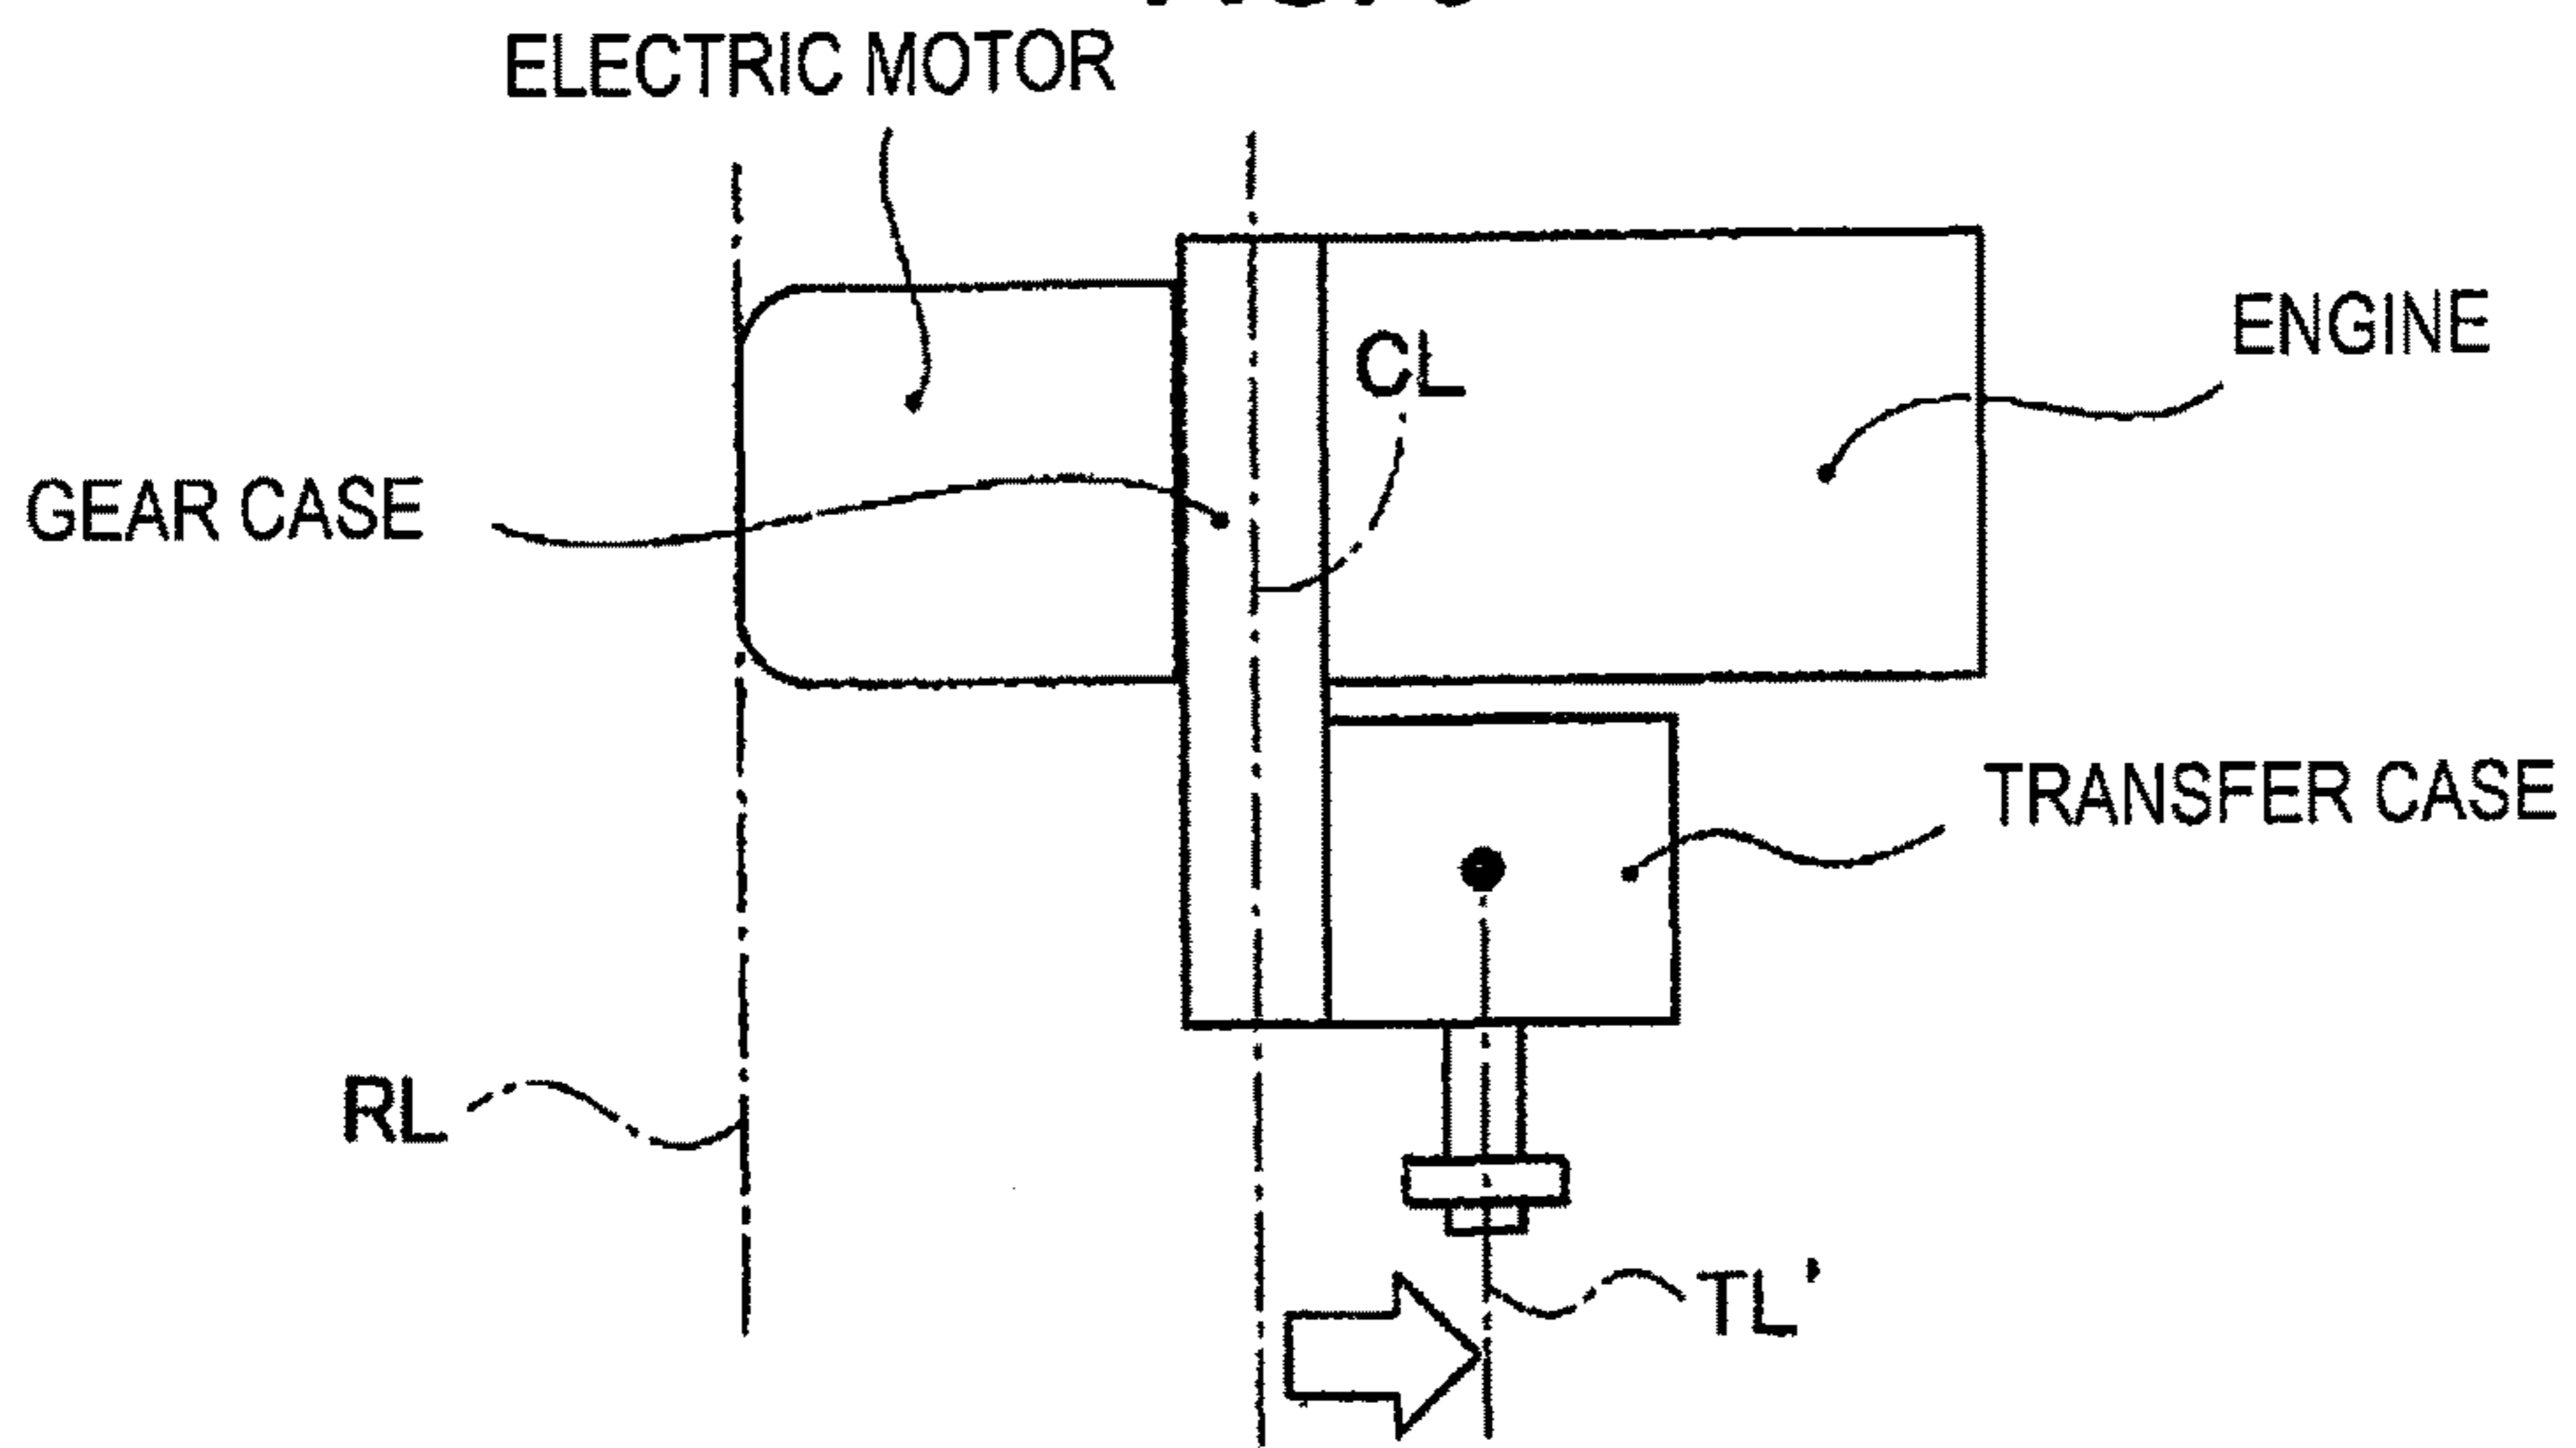 ELECTRIC MOTOR
ENGINE
CL
GEAR CASE
TRANSFER CASE
RL
TL'